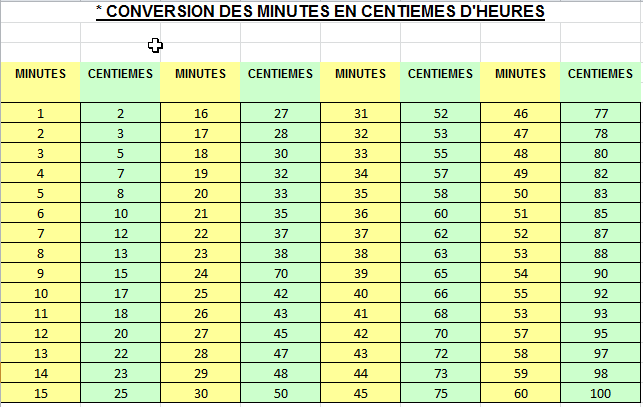 * CONVERSION DES MINUTES EN CENTIEMES D'HEURES
MINUTES CENTIEMES MINUTES CENTIEMES MINUTES CENTIEMES MINUTES CENTIEMES
1 2 16 27 31 52 46 77
2 3 17 28 32 53 47 78
3 5 18 30 33 55 48 80
4 7 19 32 34 57 49 82
5 8 20 33 35 58 50 83
6 10 21 35 36 60 51 85
7 12 22 37 37 62 52 87
8 13 23 38 38 63 53 88
9 15 24 70 39 65 54 90
10 17 25 42 40 66 55 92
11 18 26 43 41 68 53 93
12 20 27 45 42 70 57 95
13 22 28 47 43 72 58 97
14 23 29 48 44 73 59 98
15 25 30 50 45 75 60 100